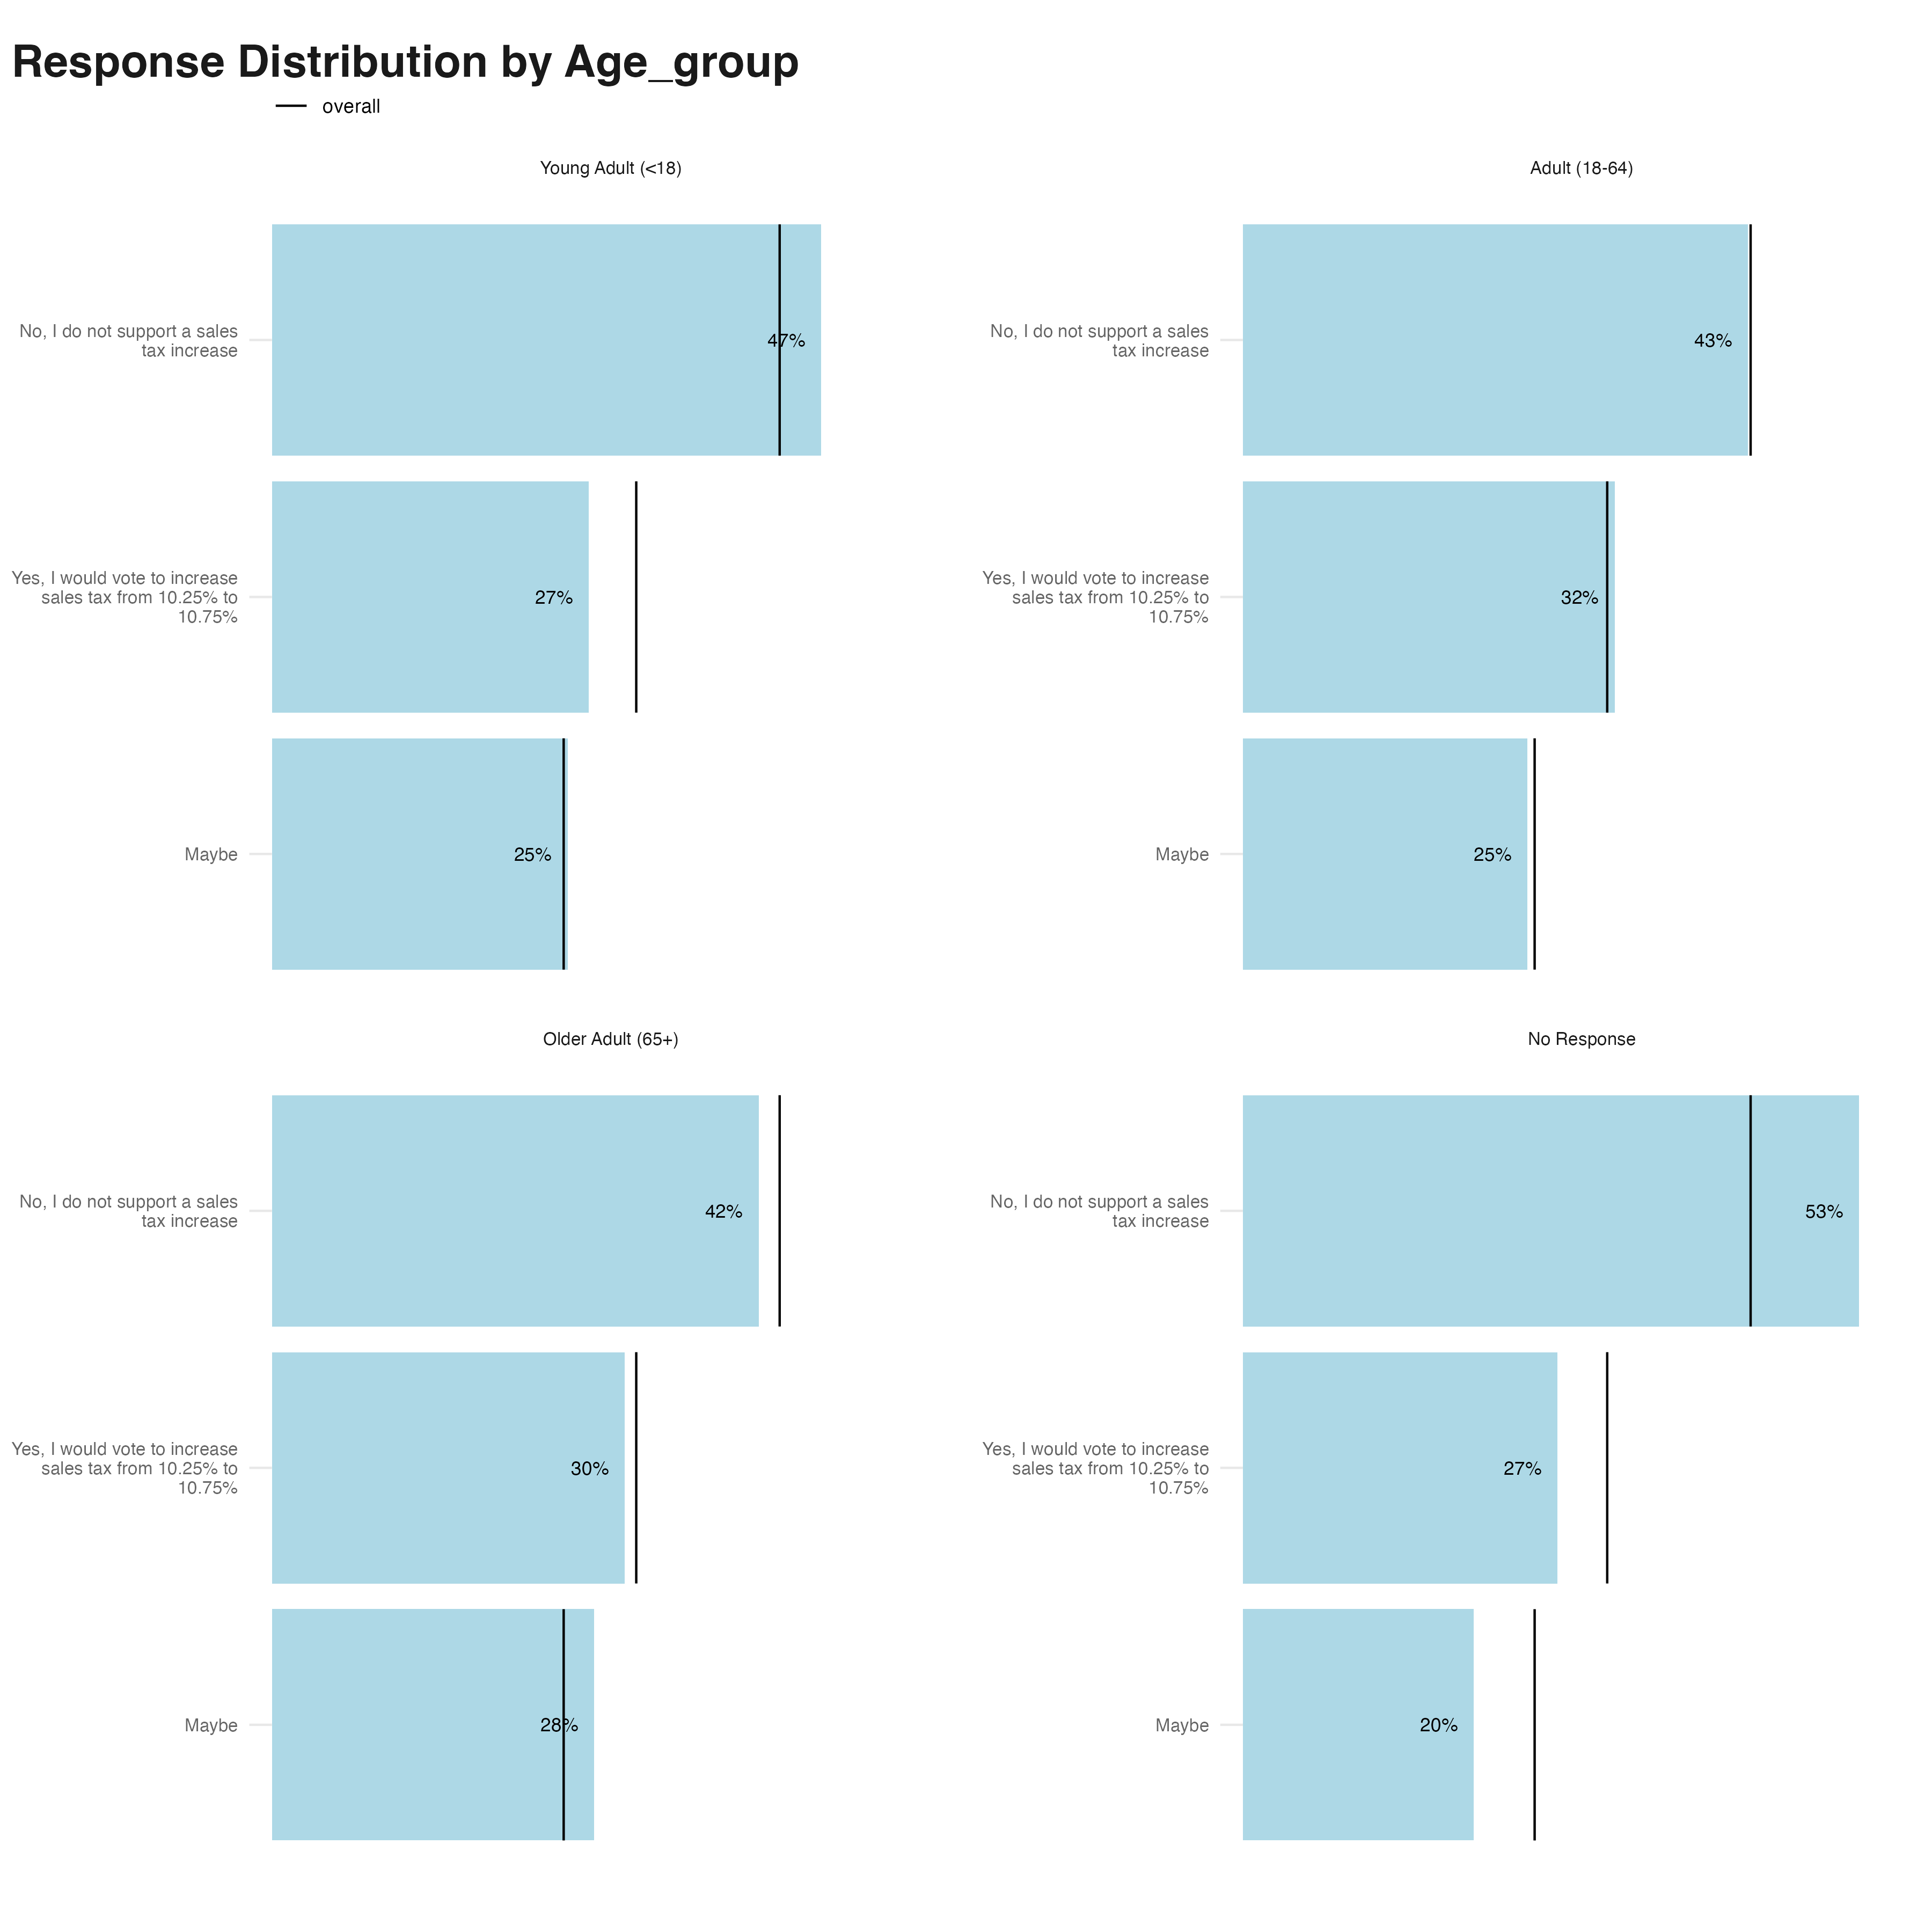 Response Distribution by Age_group
overall
Young Adult (<18)
No, I do not support a sales
tax increase
47%
Yes, I would vote to increase
sales tax from 10.25% to
10.75%
27%
Maybe
25%
Adult (18-64)
No, I do not support a sales
tax increase
43%
Yes, I would vote to increase
sales tax from 10.25% to
10.75%
32%
Maybe
25%
Older Adult (65+)
No, I do not support a sales
tax increase
42%
Yes, I would vote to increase
sales tax from 10.25% to
10.75%
30%
Maybe
28%
No Response
No, I do not support a sales
tax increase
53%
Yes, I would vote to increase
sales tax from 10.25% to
10.75%
27%
Maybe
20%